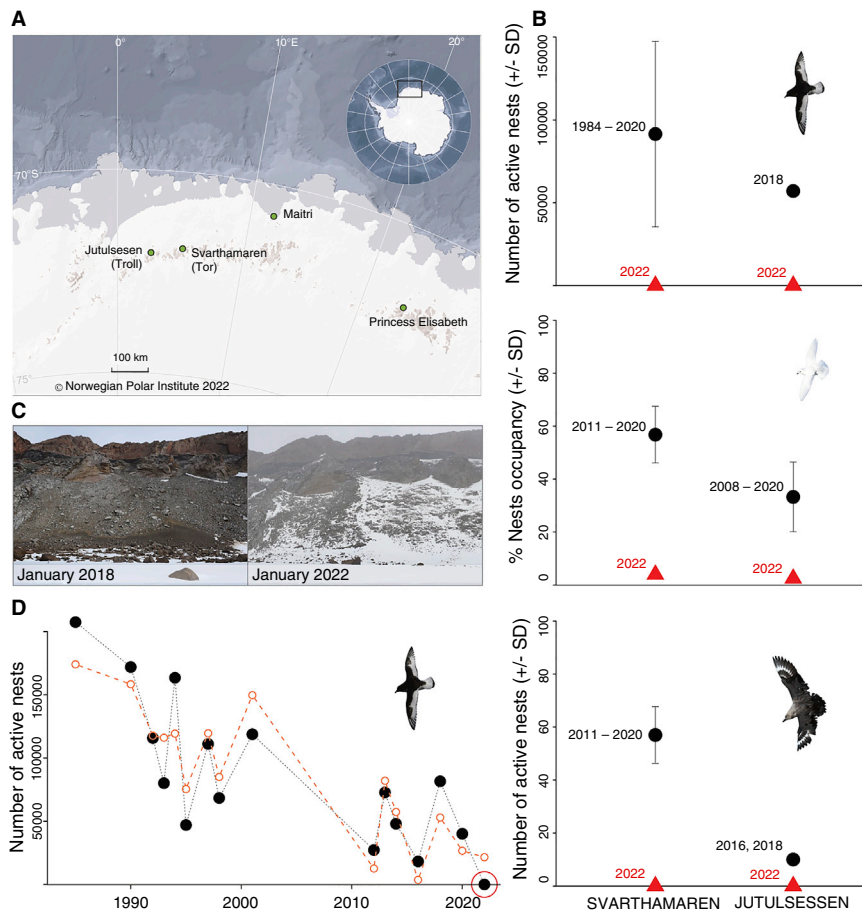 A
0°
10°E
20°
70°S
Maitri
Jutulsesen
(Troll)
Svarthamaren
(Tor)
Princess Elisabeth
100 km
75°
© Norwegian Polar Institute 2022
B
Number of active nests (+/- SD)
150000
100000
50000
1984 – 2020
2018
2022
2022
% Nests occupancy (+/- SD)
100
80
60
40
20
0
2011 – 2020
2008 – 2020
2022
2022
Number of active nests (+/- SD)
100
80
60
40
20
10
0
2011 – 2020
2016, 2018
2022
2022
SVARTHAMAREN
JUTULSESSEN
C
January 2018
January 2022
D
Number of active nests
150000
100000
50000
1990
2000
2010
2020